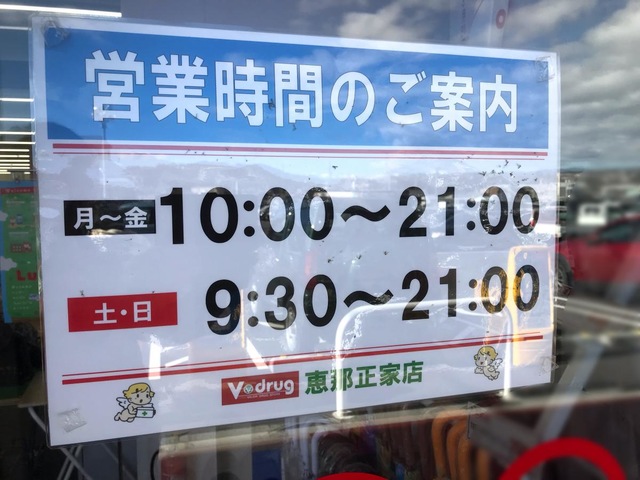 営業時間のご案内
月～金 10:00～21:00
土・日 9:30～21:00
V・drug 恵那正家店